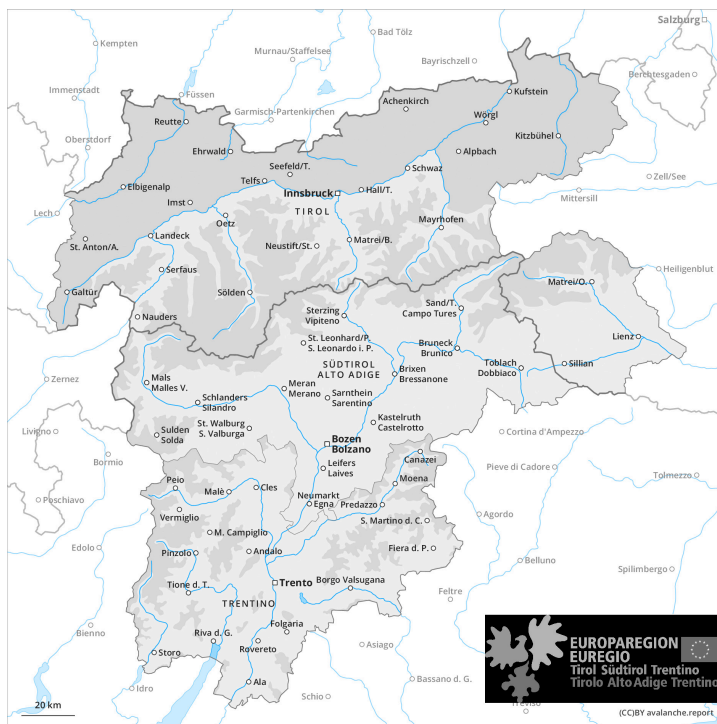 Salzburg
Kempten
Bad Tölz
Murnau/Staffelsee
Bayrischzell
Berchtesgaden
Immenstadt
Füssen
Garmisch-Partenkirchen
Achenkirch
Kufstein
Reutte
Wörgl
Oberstdorf
Ehrwald
Kitzbühel
Alpbach
Seefeld/T.
Schwaz
Telfs
Zell/See
Elbigenalp
Innsbruck
Hall/T.
Mittersill
Imst
Lech
TIROL
Oetz
Mayrhofen
St. Anton/A.
Landeck
Neustift/St.
Matrei/B.
Serfaus
Heiligenblut
Matrei/O.
Galtür
Sölden
Sand/T.
Campo Tures
Nauders
Sterzing
Vipiteno
Lienz
St. Leonhard/P.
S. Leonardo i. P.
Bruneck
Brunico
Toblach
Dobbiaco
Sillian
SÜDTIROL
ALTO ADIGE
Brixen
Bressanone
Zernez
Mals
Malles V.
Meran
Merano
Schlanders
Silandro
Sarnthein
Sarentino
St. Walburg
S. Valburga
Kastelruth
Castelrotto
Livigno
Sulden
Solda
Bozen
Bolzano
Cortina d'Ampezzo
Bormio
Canazei
Leifers
Laives
Pieve di Cadore
Tolmezzo
Peio
Moena
Malè
Cles
Neumarkt
Egna
Predazzo
Poschiavo
Vermiglio
Agordo
S. Martino d. C.
M. Campiglio
Edolo
Pinzolo
Andalo
Fiera d. P.
Belluno
Spilimbergo
Tione d. T.
Trento
Borgo Valsugana
Feltre
TRENTINO
Folgaria
Bienno
Riva d. G.
Rovereto
Asiago
Storo
Ala
Idro
Schio
Bassano d. G.
Treviso
EUROPAREGION
EUREGIO
Tirol Südtirol Trentino
Tirolo Alto Adige Trentino
20 km
(CC)BY avalanche.report